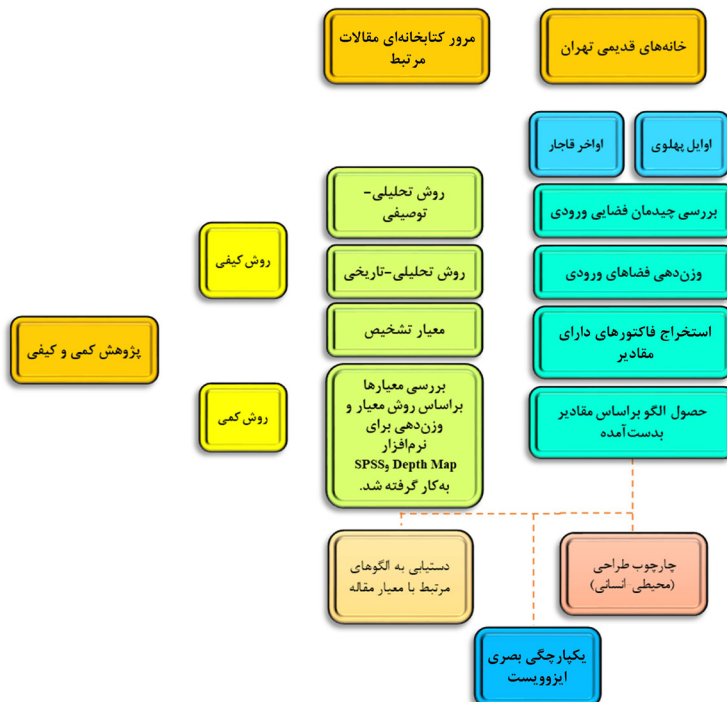 خانه‌های قدیمی تهران
مرور کتابخانه‌ای مقالات
مرتبط
اوایل پهلوی
اواخر قاجار
بررسی چیدمان فضایی ورودی
وزن‌دهی فضاهای ورودی
استخراج فاکتورهای دارای
مقادیر
حصول الگو براساس مقادیر
بدست‌آمده
روش تحلیلی-
توصیفی
روش تحلیلی-تاریخی
معیار تشخیص
بررسی معیارها
براساس روش معیار و
وزن‌دهی برای
نرم‌افزار
Depth Map وSPSS
به‌کار گرفته شد.
روش کیفی
روش کمی
پژوهش کمی و کیفی
چارچوب طراحی
(محیطی-انسانی)
دستیابی به الگوهای
مرتبط با معیار مقاله
یکپارچگی بصری
ایزوویست